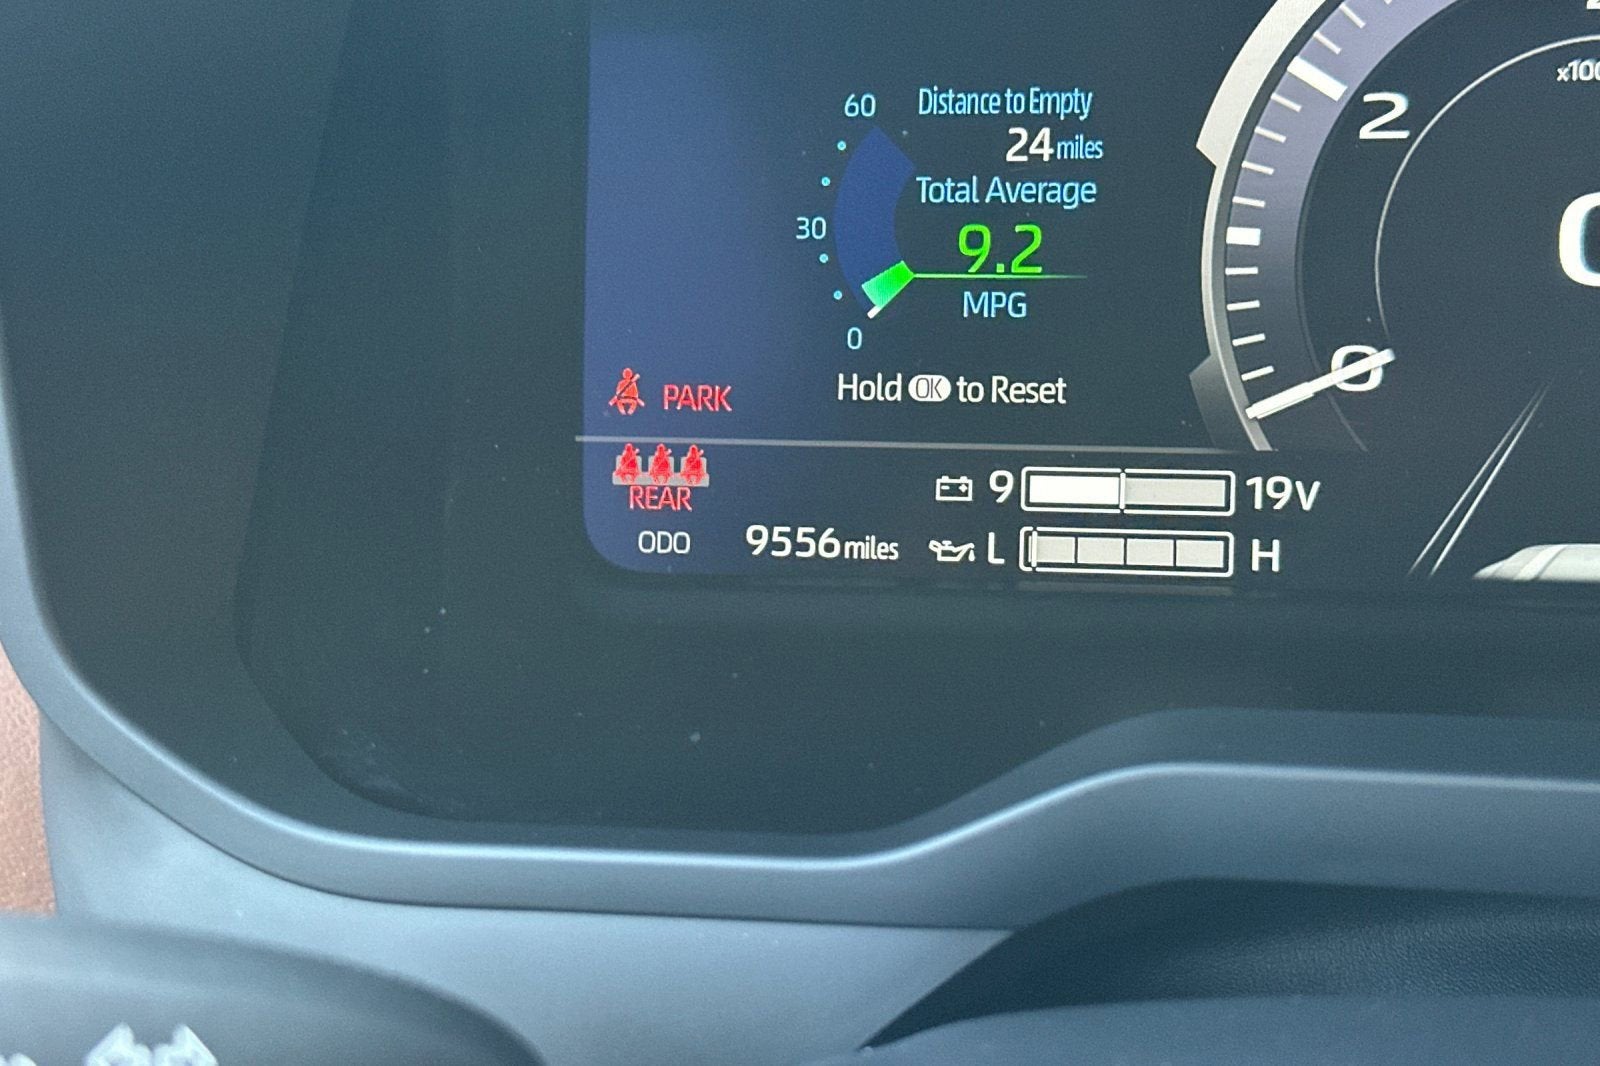 60
Distance to Empty
24 miles
Total Average
30
9.2
MPG
0
Hold OK to Reset
PARK
REAR
ODO
9556 miles
9
19V
L
H
2
0